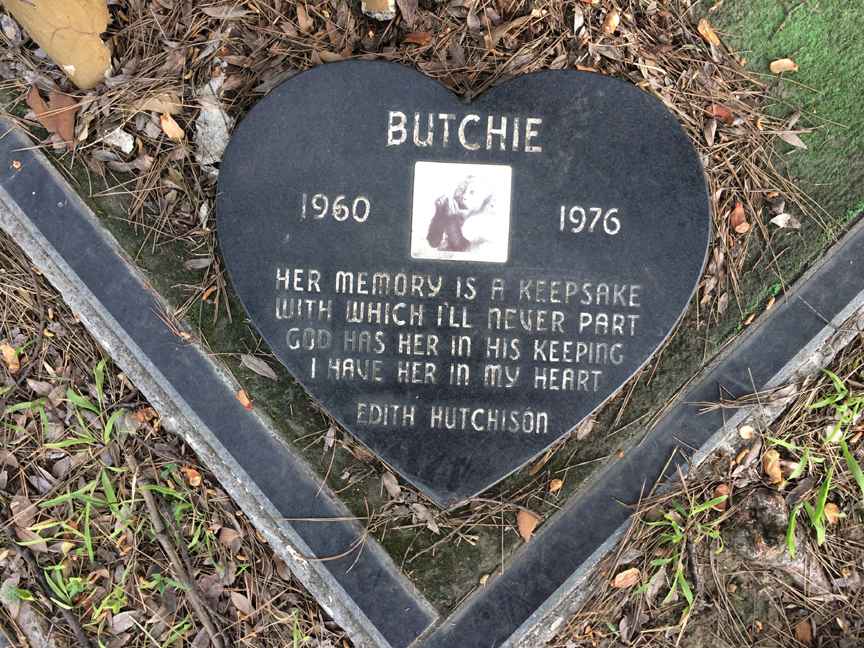 BUTCHIE
1960 1976
HER MEMORY IS A KEEPSAKE
WITH WHICH I'LL NEVER PART
GOD HAS HER IN HIS KEEPING
I HAVE HER IN MY HEART
EDITH HUTCHISON